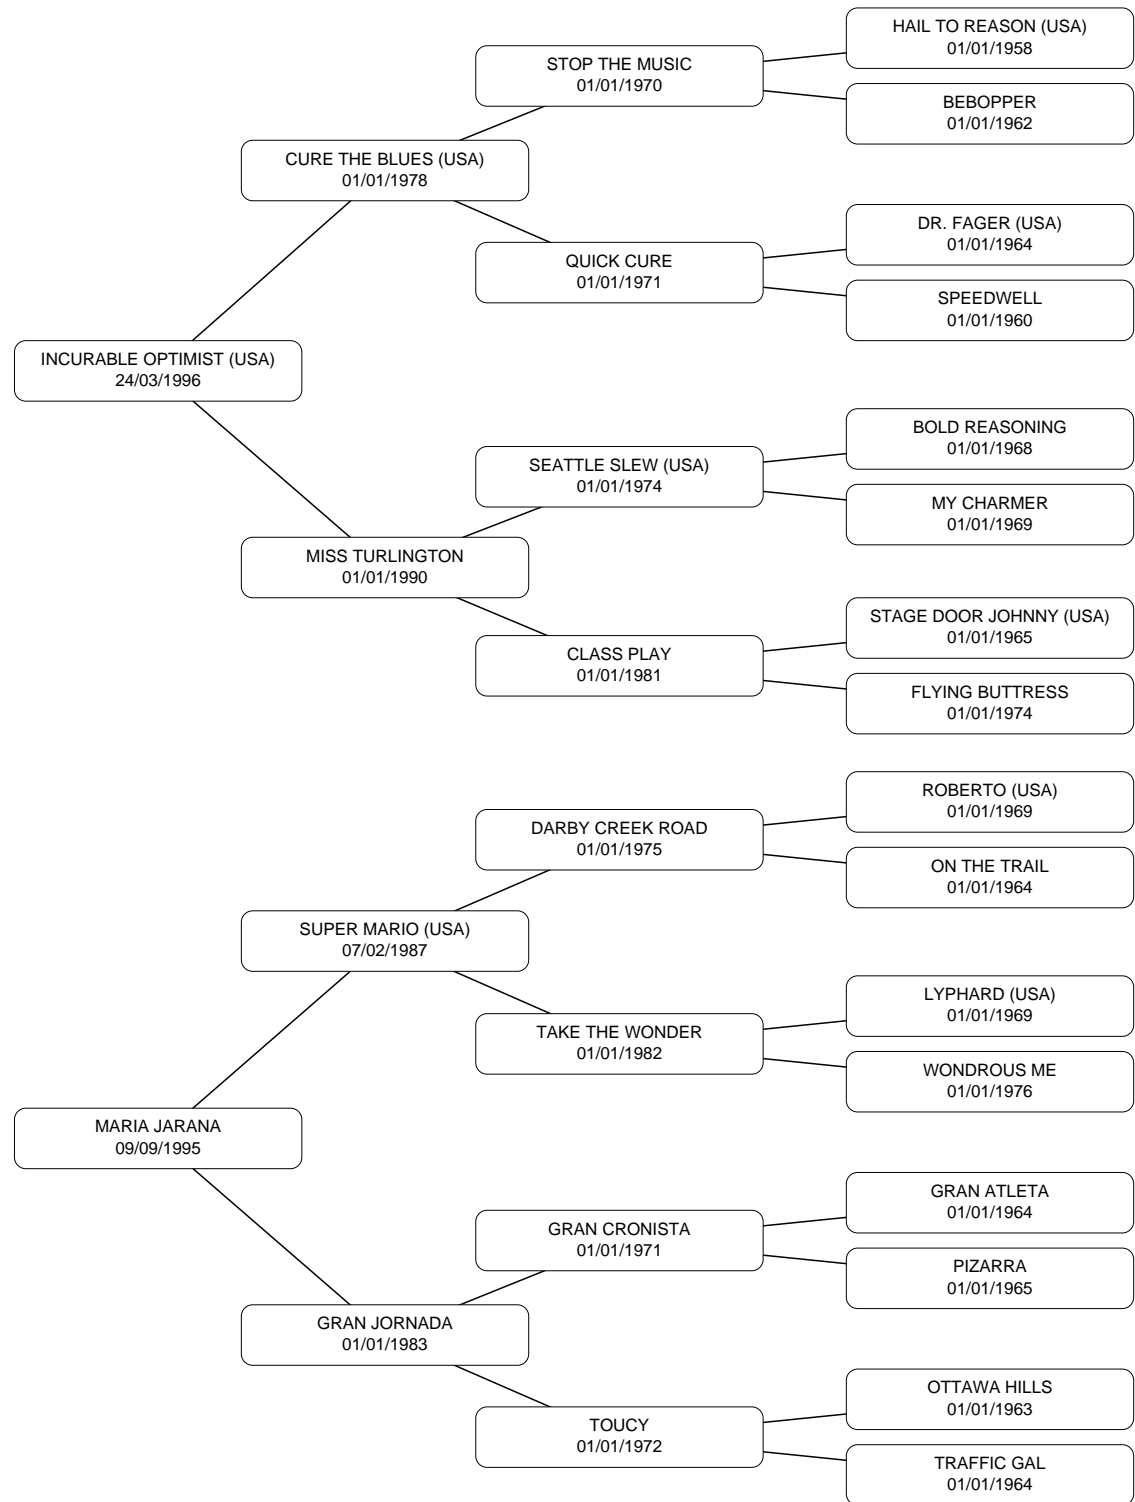 HAIL TO REASON (USA)
01/01/1958
STOP THE MUSIC
01/01/1970
BEBOPPER
01/01/1962
CURE THE BLUES (USA)
01/01/1978
DR. FAGER (USA)
01/01/1964
QUICK CURE
01/01/1971
SPEEDWELL
01/01/1960
INCURABLE OPTIMIST (USA)
24/03/1996
BOLD REASONING
01/01/1968
SEATTLE SLEW (USA)
01/01/1974
MY CHARMER
01/01/1969
MISS TURLINGTON
01/01/1990
STAGE DOOR JOHNNY (USA)
01/01/1965
CLASS PLAY
01/01/1981
FLYING BUTTRESS
01/01/1974
ROBERTO (USA)
01/01/1969
DARBY CREEK ROAD
01/01/1975
ON THE TRAIL
01/01/1964
SUPER MARIO (USA)
07/02/1987
LYPHARD (USA)
01/01/1969
TAKE THE WONDER
01/01/1982
WONDROUS ME
01/01/1976
MARIA JARANA
09/09/1995
GRAN ATLETA
01/01/1964
GRAN CRONISTA
01/01/1971
PIZARRA
01/01/1965
GRAN JORNADA
01/01/1983
OTTAWA HILLS
01/01/1963
TOUCY
01/01/1972
TRAFFIC GAL
01/01/1964